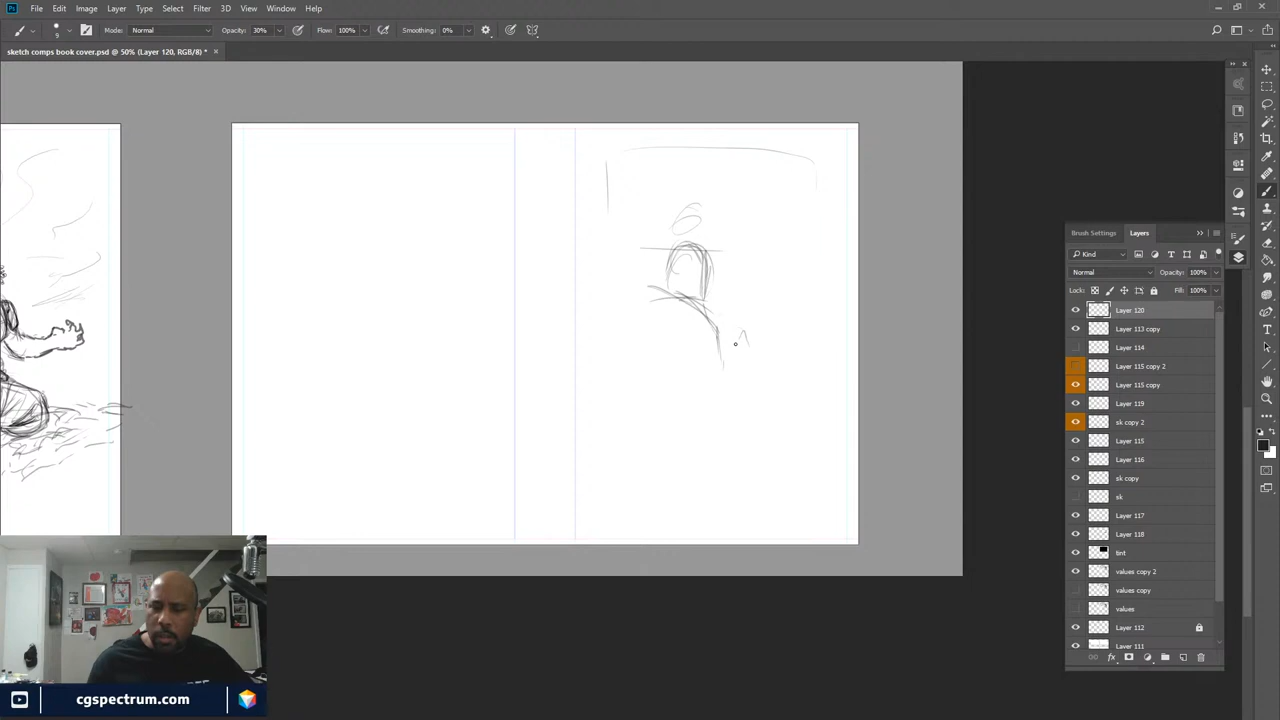 Ps File Edit Image Layer Type Select Filter 3D View Window Help
9 Mode: Normal Opacity: 30% Flow: 100% Smoothing: 0%
sketch comps book cover.psd @ 50% (Layer 120, RGB/8) * ×
Brush Settings Layers
Kind
Normal Opacity: 100%
Lock: Fill: 100%
Layer 120
Layer 113 copy
Layer 114
Layer 115 copy 2
Layer 115 copy
Layer 119
sk copy 2
Layer 115
Layer 116
sk copy
sk
Layer 117
Layer 118
tint
values copy 2
values copy
values
Layer 112
Layer 111
fx
cgspectrum.com